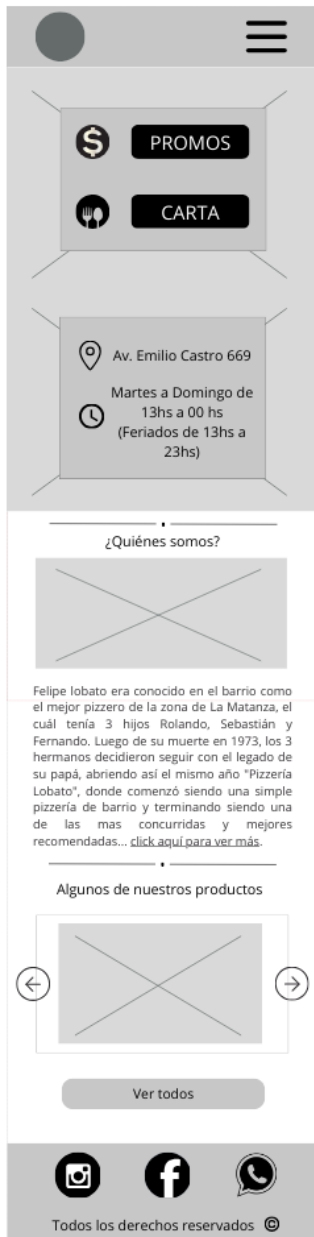 $
PROMOS
CARTA
Av. Emilio Castro 669
Martes a Domingo de
13hs a 00 hs
(Feriados de 13hs a
23hs)
¿Quiénes somos?
Felipe lobato era conocido en el barrio como
el mejor pizzero de la zona de La Matanza, el
cuál tenía 3 hijos Rolando, Sebastián y
Fernando. Luego de su muerte en 1973, los 3
hermanos decidieron seguir con el legado de
su papá, abriendo así el mismo año "Pizzería
Lobato", donde comenzó siendo una simple
pizzería de barrio y terminando siendo una
de las mas concurridas y mejores
recomendadas... click aquí para ver más.
Algunos de nuestros productos
Ver todos
Todos los derechos reservados ©